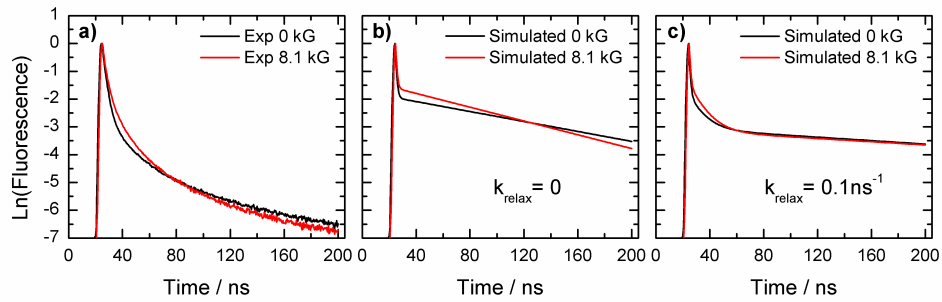 a) Exp 0 kG
Exp 8.1 kG
b) Simulated 0 kG
Simulated 8.1 kG
k_relax = 0
c) Simulated 0 kG
Simulated 8.1 kG
k_relax = 0.1ns^-1
Ln(Fluorescence)
1
0
-1
-2
-3
-4
-5
-6
-7
0 40 80 120 160 200
0 40 80 120 160 200
0 40 80 120 160 200
Time / ns
Time / ns
Time / ns